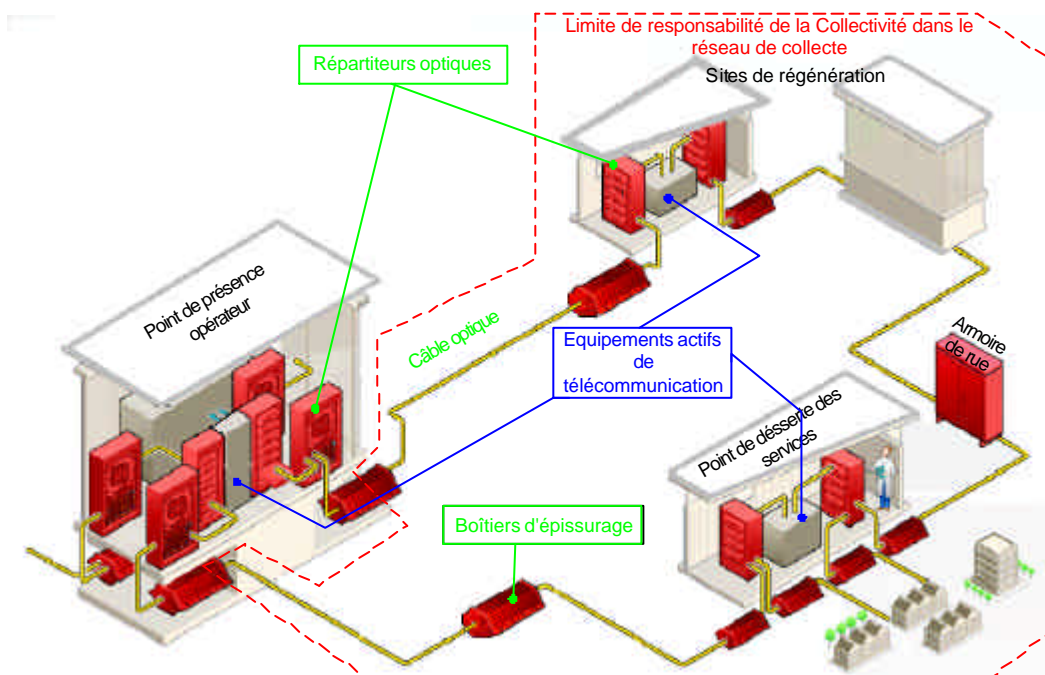 Limite de responsabilité de la Collectivité dans le
réseau de collecte
Répartiteurs optiques
Sites de régénération
Point de présence
opérateur
Câble optique
Equipements actifs
de
télécommunication
Armoire
de rue
Point de désserte des
services
Boîtiers d'épissurage